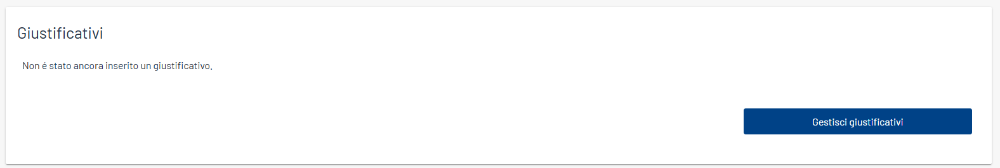 Giustificativi
Non é stato ancora inserito un giustificativo.
Gestisci giustificativi